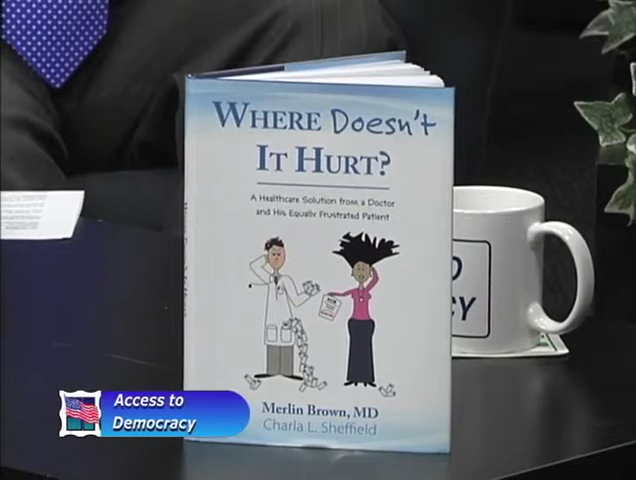 WHERE Doesn't
IT HURT?
A Healthcare Solution from a Doctor
and His Equally Frustrated Patient
Merlin Brown, MD
Charla L. Sheffield
Access to
Democracy